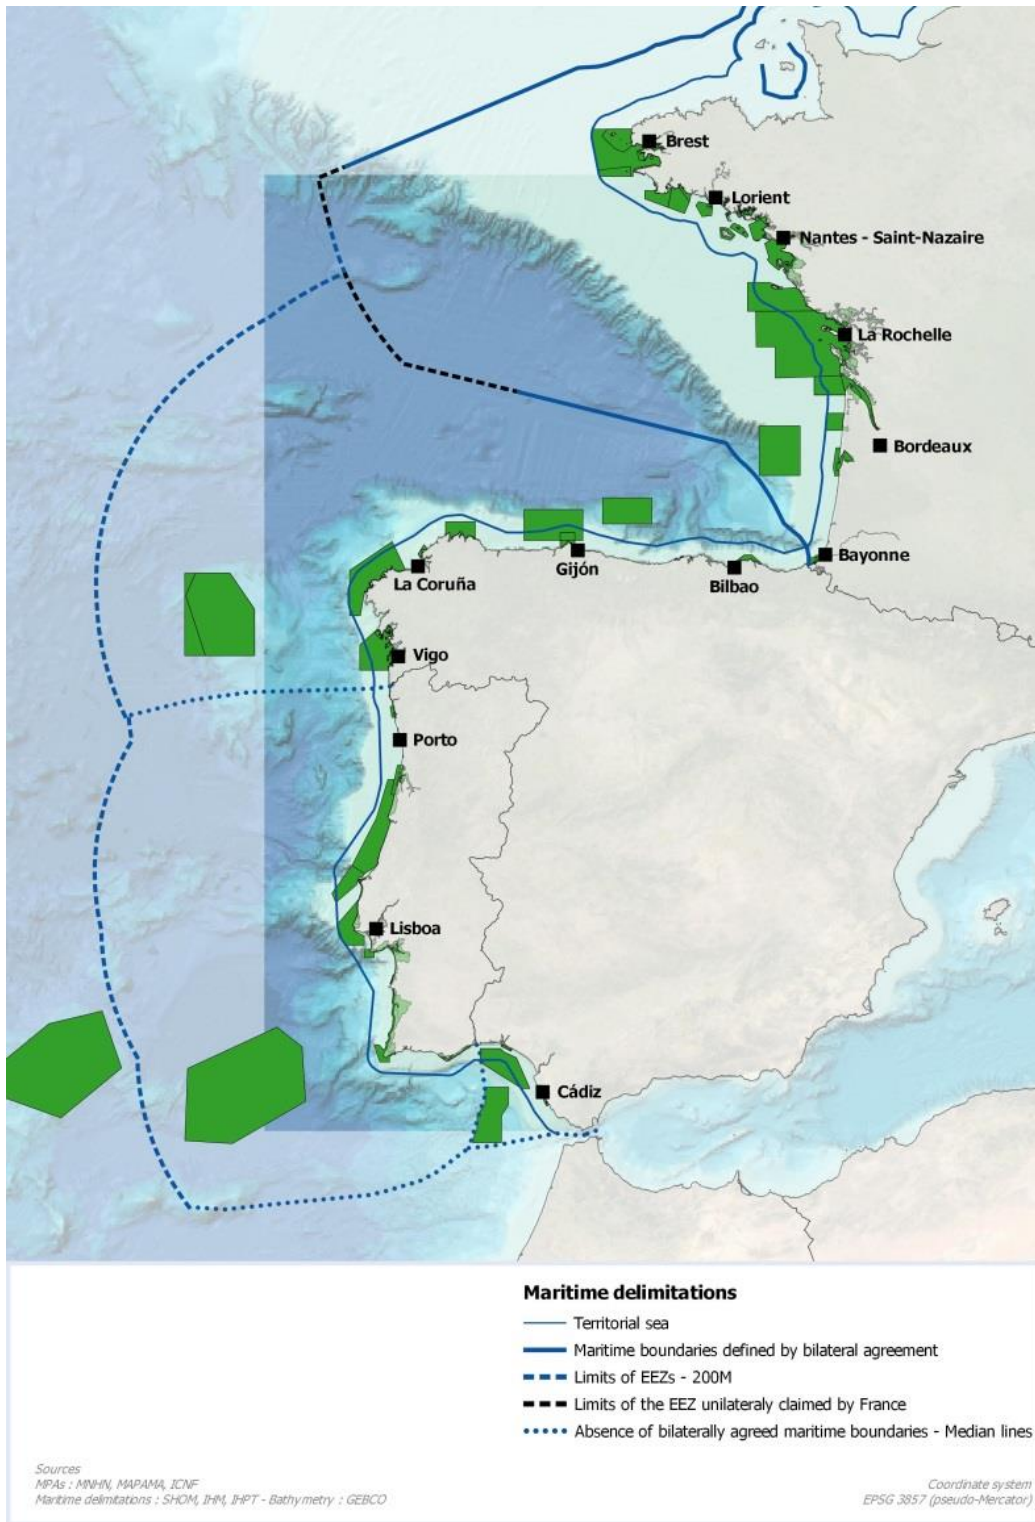 Brest
Lorient
Nantes - Saint-Nazaire
La Rochelle
Bordeaux
Bayonne
Gijón
Bilbao
La Coruña
Vigo
Porto
Lisboa
Cádiz
Maritime delimitations
Territorial sea
Maritime boundaries defined by bilateral agreement
Limits of EEZs - 200M
Limits of the EEZ unilateraly claimed by France
Absence of bilaterally agreed maritime boundaries - Median lines
Sources
MPAs : MNHN, MAPAMA, ICNF
Maritime delimitations : SHOM, IHM, IHPT - Bathymetry : GEBCO
Coordinate system
EPSG 3857 (pseudo-Mercator)